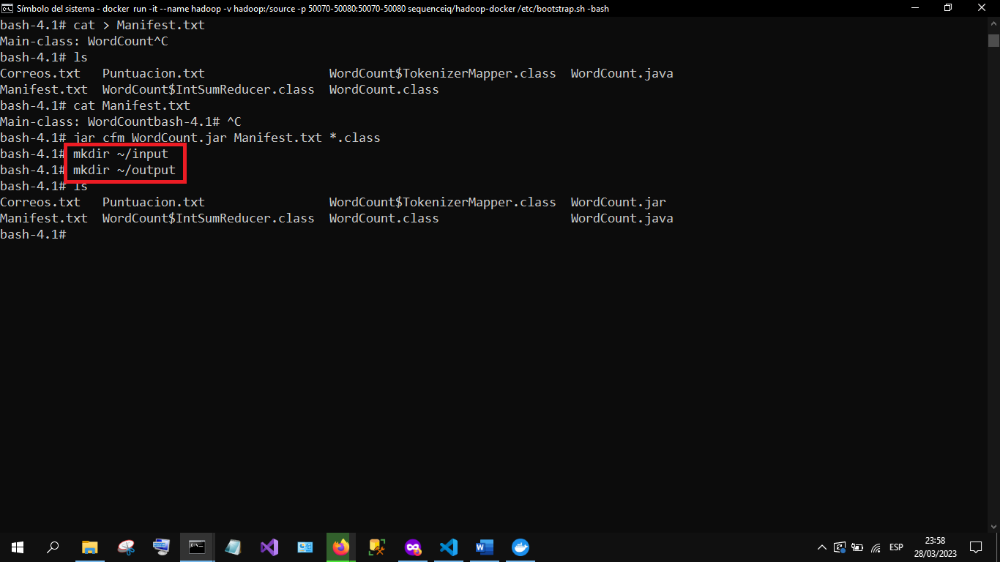 Símbolo del sistema - docker run -it --name hadoop -v hadoop:/source -p 50070-50080:50070-50080 sequenceiq/hadoop-docker /etc/bootstrap.sh -bash
bash-4.1# cat > Manifest.txt
Main-class: WordCount^C
bash-4.1# ls
Correos.txt   Puntuacion.txt                 WordCount$TokenizerMapper.class  WordCount.java
Manifest.txt  WordCount$IntSumReducer.class  WordCount.class
bash-4.1# cat Manifest.txt
Main-class: WordCountbash-4.1# ^C
bash-4.1# jar cfm WordCount.jar Manifest.txt *.class
bash-4.1# mkdir ~/input
bash-4.1# mkdir ~/output
bash-4.1# ls
Correos.txt   Puntuacion.txt                 WordCount$TokenizerMapper.class  WordCount.jar
Manifest.txt  WordCount$IntSumReducer.class  WordCount.class                  WordCount.java
bash-4.1#
ESP
23:58
28/03/2023